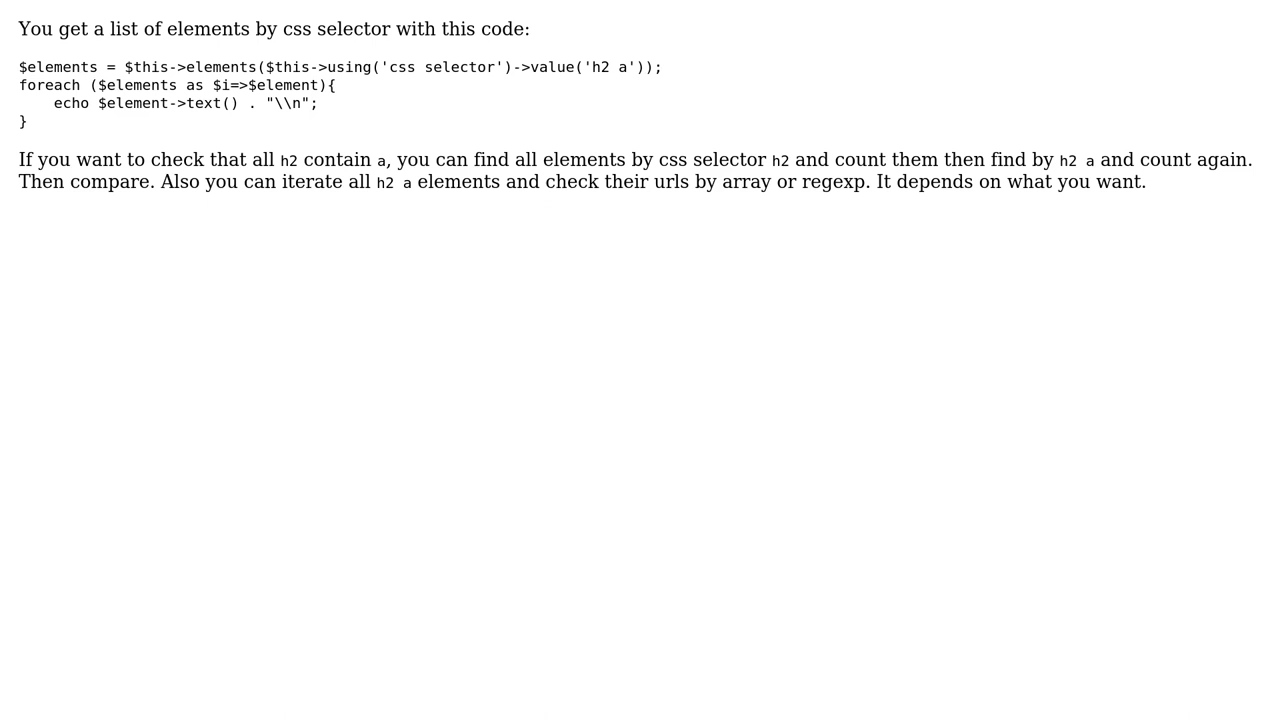 You get a list of elements by css selector with this code:
$elements = $this->elements($this->using('css selector')->value('h2 a'));
foreach ($elements as $i=>$element){
    echo $element->text() . "\\n";
}
If you want to check that all h2 contain a, you can find all elements by css selector h2 and count them then find by h2 a and count again.
Then compare. Also you can iterate all h2 a elements and check their urls by array or regexp. It depends on what you want.